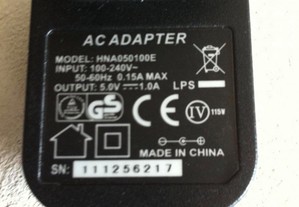 AC ADAPTER
MODEL: HNA050100E
INPUT: 100-240V~
50-60Hz 0.15A MAX
OUTPUT: 5.0V⎓1.0A LPS
GS CE IV 115V
MADE IN CHINA
SN: 111256217